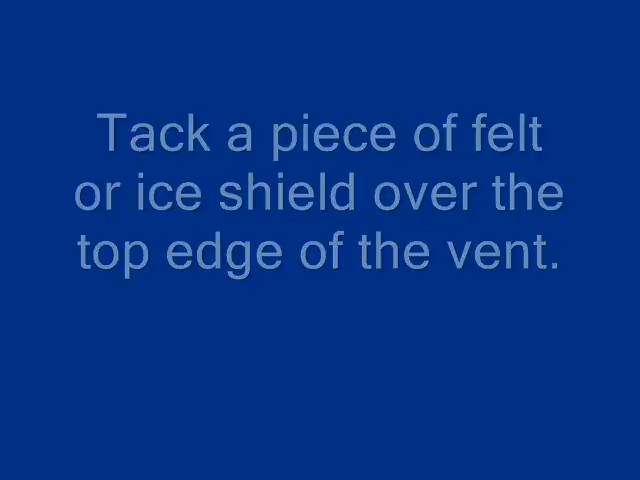 Tack a piece of felt
or ice shield over the
top edge of the vent.